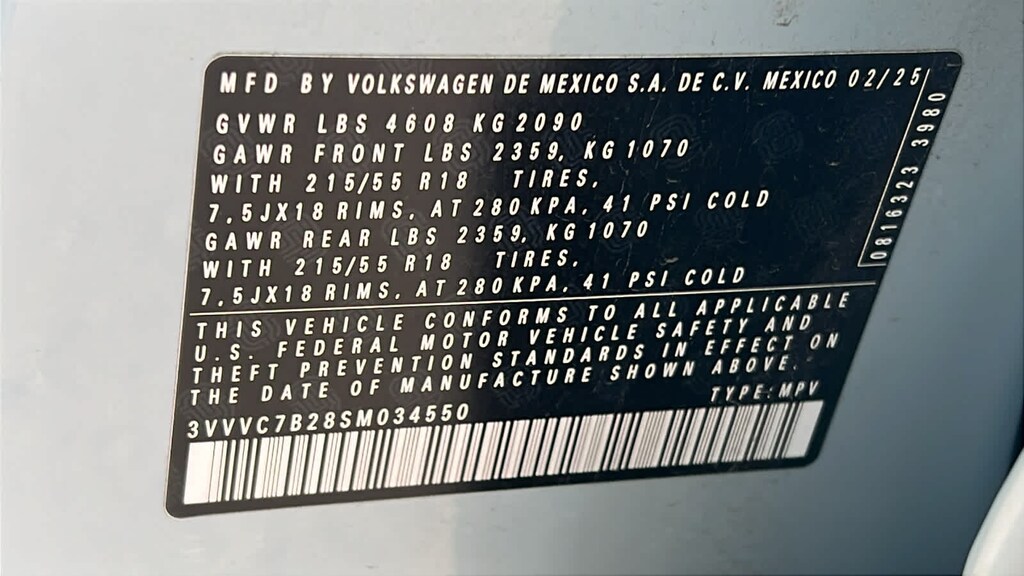 MFD BY VOLKSWAGEN DE MEXICO S.A. DE C.V. MEXICO 02/25
GVWR LBS 4608 KG 2090
GAWR FRONT LBS 2359, KG 1070
WITH 215/55 R18 TIRES,
7,5JX18 RIMS, AT 280 KPA, 41 PSI COLD
GAWR REAR LBS 2359, KG 1070
WITH 215/55 R18 TIRES,
7,5JX18 RIMS, AT 280 KPA, 41 PSI COLD
0816323 3980
THIS VEHICLE CONFORMS TO ALL APPLICABLE
U.S. FEDERAL MOTOR VEHICLE SAFETY AND
THEFT PREVENTION STANDARDS IN EFFECT ON
THE DATE OF MANUFACTURE SHOWN ABOVE.
TYPE: MPV
3VVVC7B28SM034550